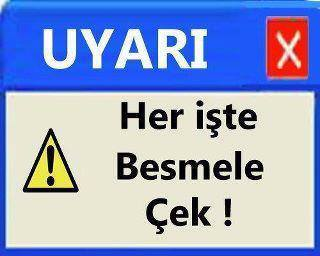 UYARI
X
Her işte
Besmele
Çek !